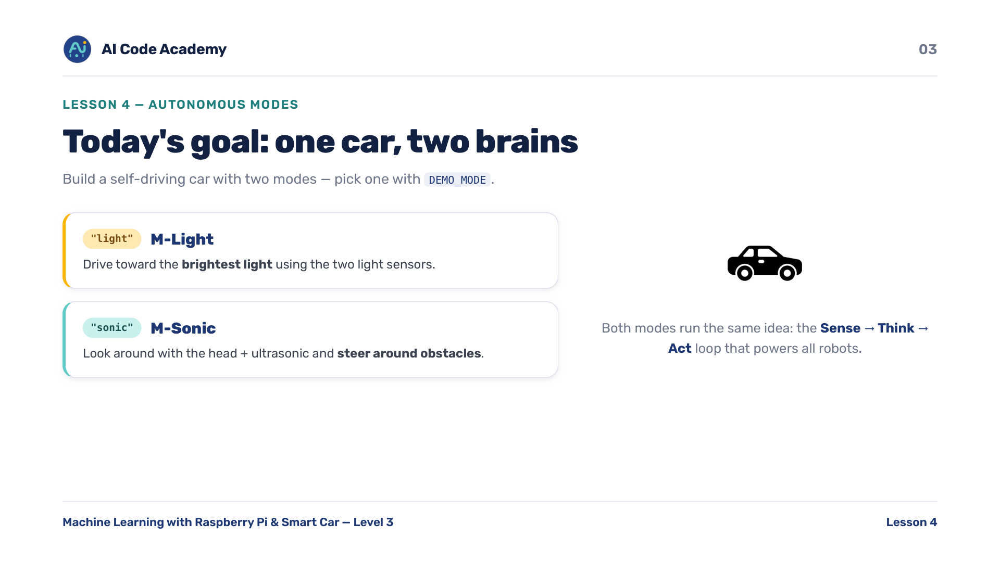 AI Code Academy
03
LESSON 4 — AUTONOMOUS MODES
Today's goal: one car, two brains
Build a self-driving car with two modes — pick one with DEMO_MODE.
"light" M-Light
Drive toward the brightest light using the two light sensors.
"sonic" M-Sonic
Look around with the head + ultrasonic and steer around obstacles.
Both modes run the same idea: the Sense → Think →
Act loop that powers all robots.
Machine Learning with Raspberry Pi & Smart Car — Level 3
Lesson 4